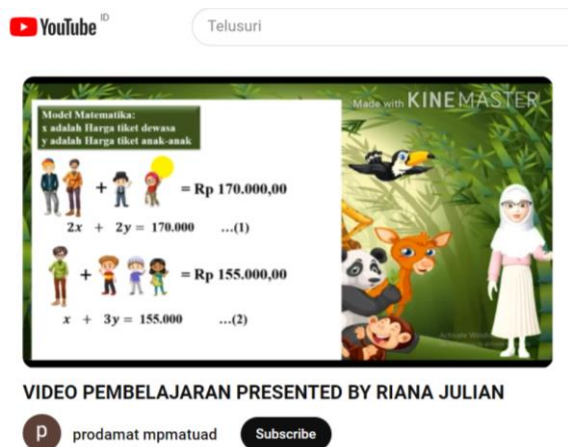 YouTube ID
Telusuri
Made with KINEMASTER
Model Matematika:
x adalah Harga tiket dewasa
y adalah Harga tiket anak-anak
+ = Rp 170.000,00
2x + 2y = 170.000 ...(1)
+ = Rp 155.000,00
x + 3y = 155.000 ...(2)
VIDEO PEMBELAJARAN PRESENTED BY RIANA JULIAN
p prodamat mpmatuad Subscribe